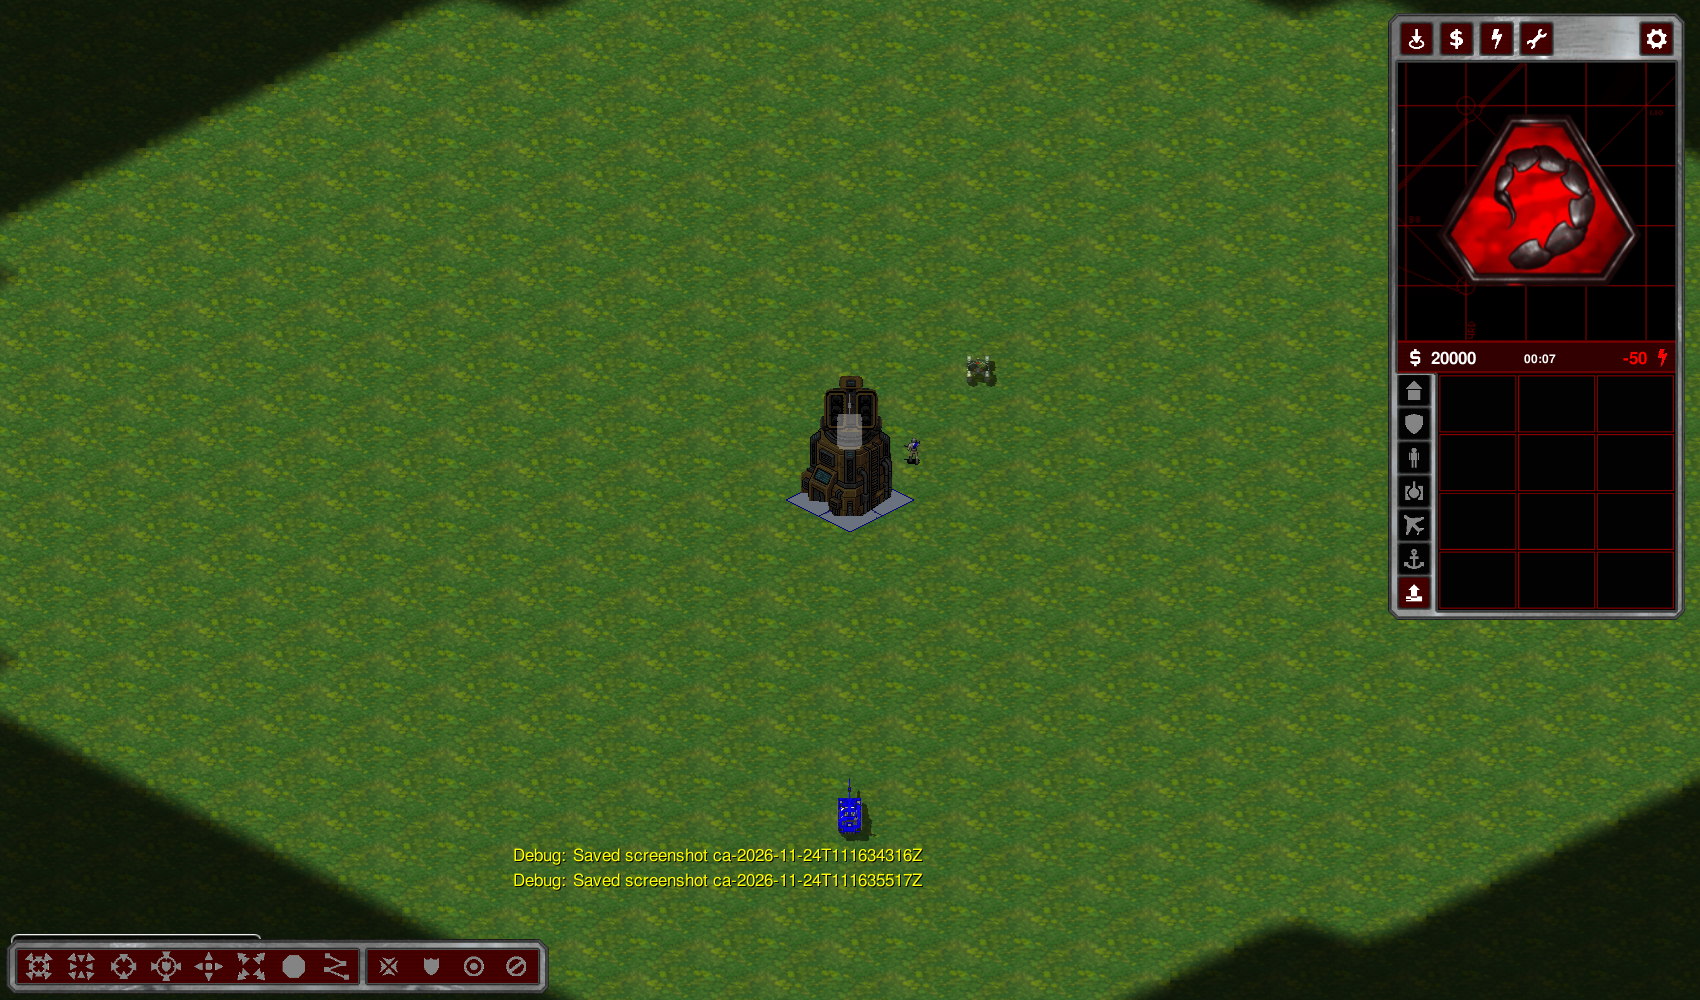 $ 20000 00:07 -50
Debug: Saved screenshot ca-2026-11-24T111634316Z
Debug: Saved screenshot ca-2026-11-24T111635517Z